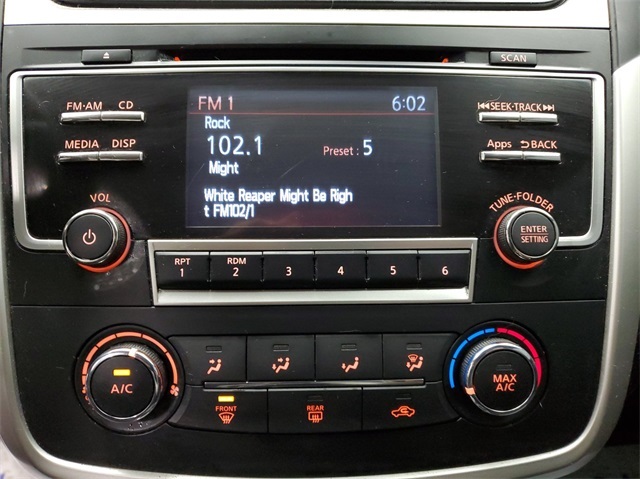 SCAN
FM·AM CD
MEDIA DISP
VOL
FM 1 6:02
Rock
102.1 Preset : 5
Might
White Reaper Might Be Righ
t FM102/1
SEEK·TRACK
Apps BACK
TUNE·FOLDER
ENTER
SETTING
RPT RDM
1 2 3 4 5 6
A/C
FRONT REAR
MAX
A/C